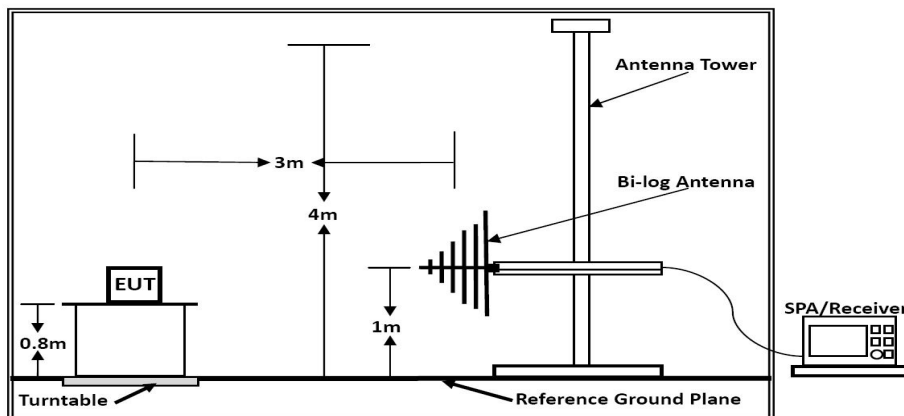 Antenna Tower
3m
Bi-log Antenna
4m
EUT
SPA/Receiver
1m
0.8m
Turntable
Reference Ground Plane